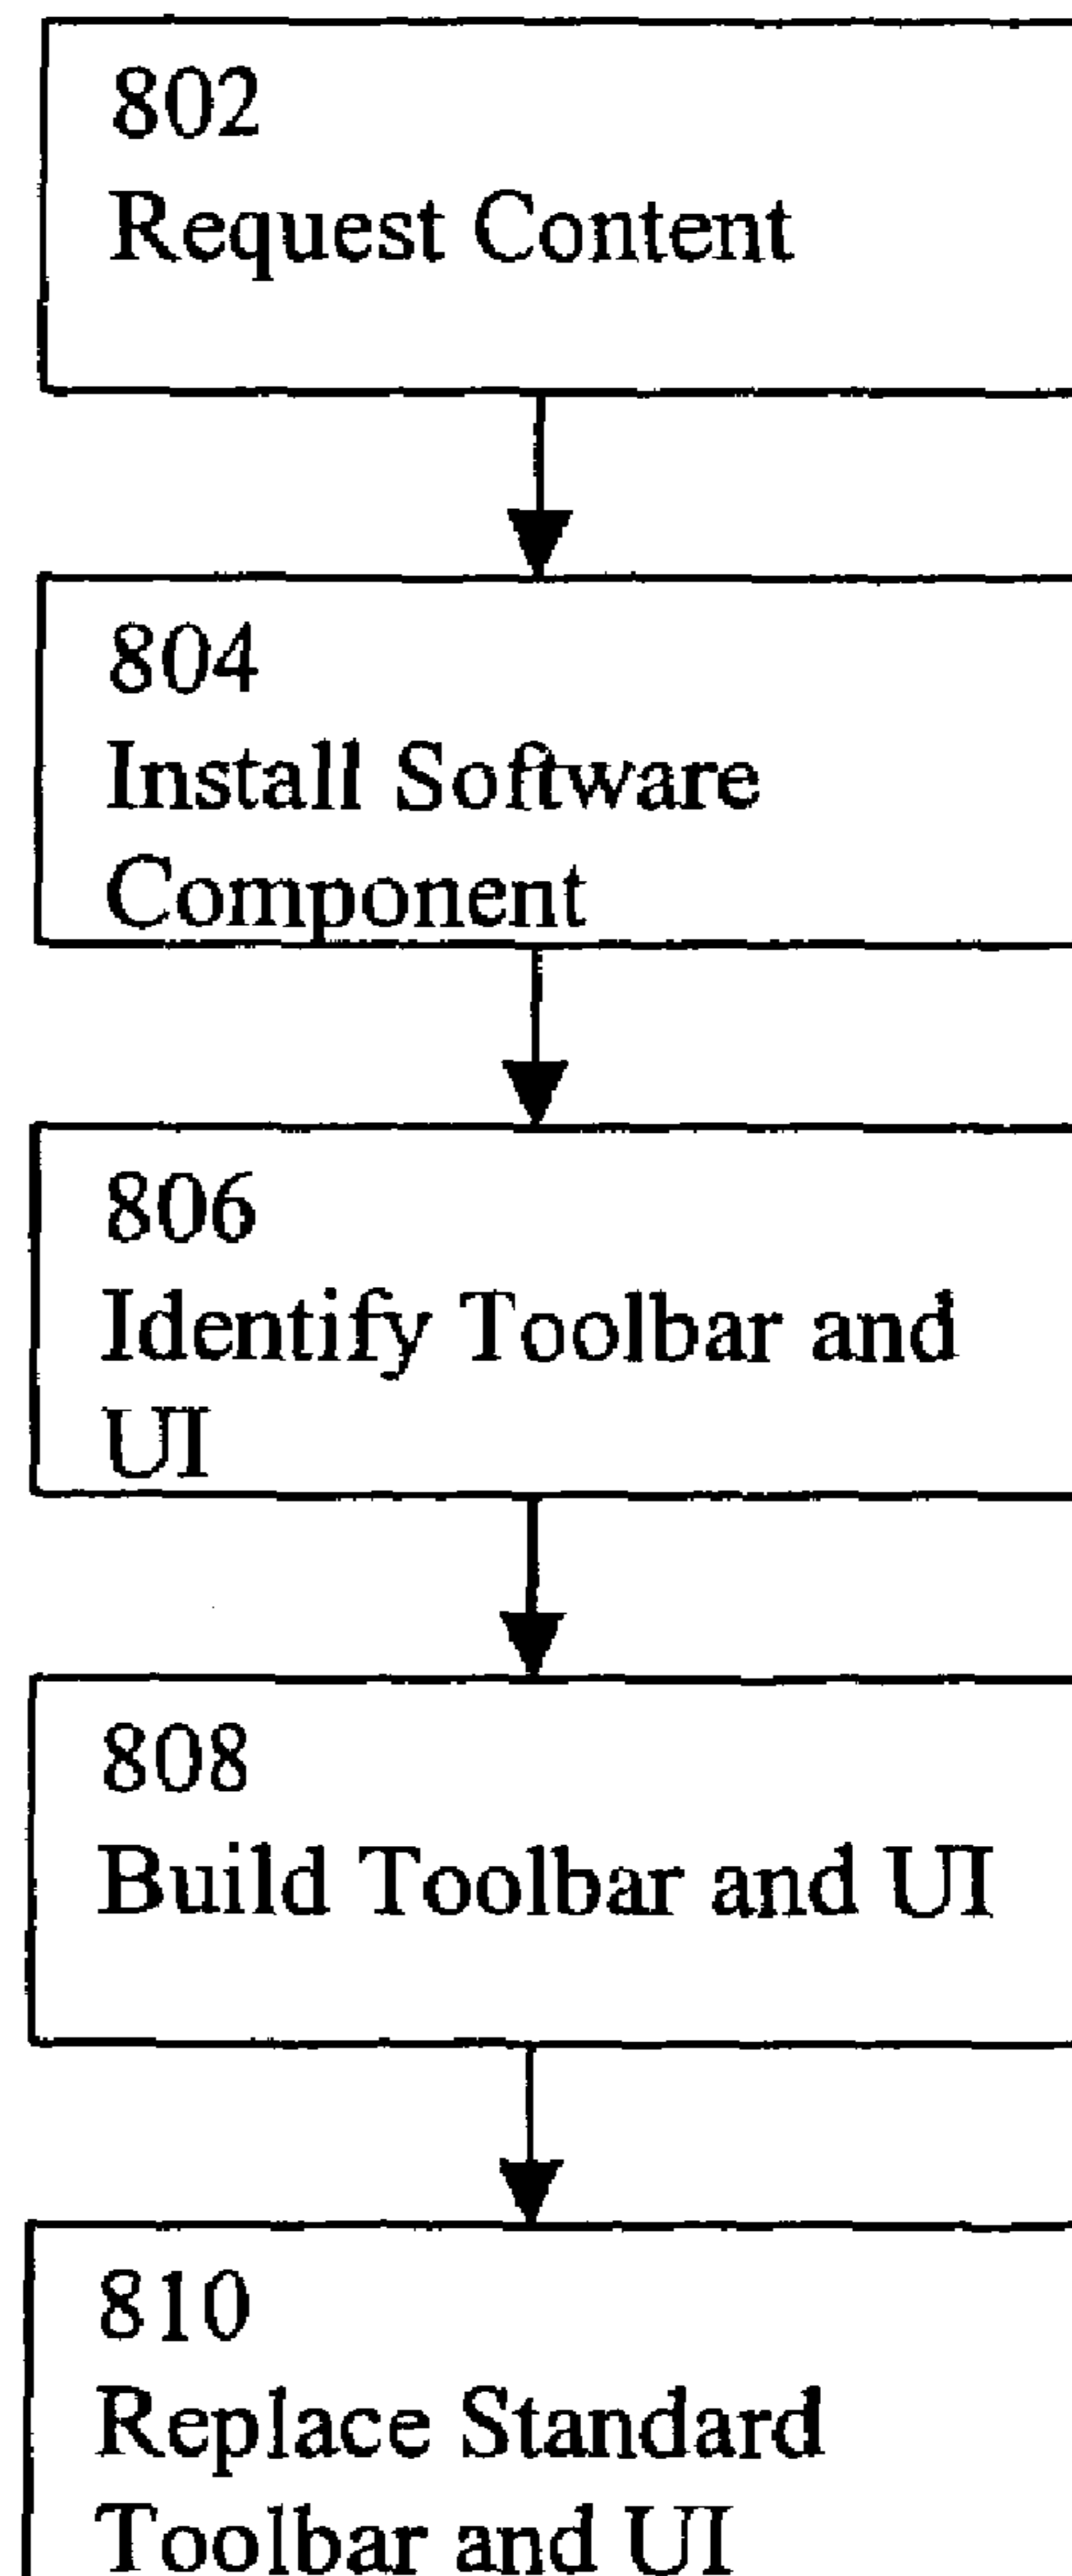 802
Request Content
804
Install Software
Component
806
Identify Toolbar and
UI
808
Build Toolbar and UI
810
Replace Standard
Toolbar and UI